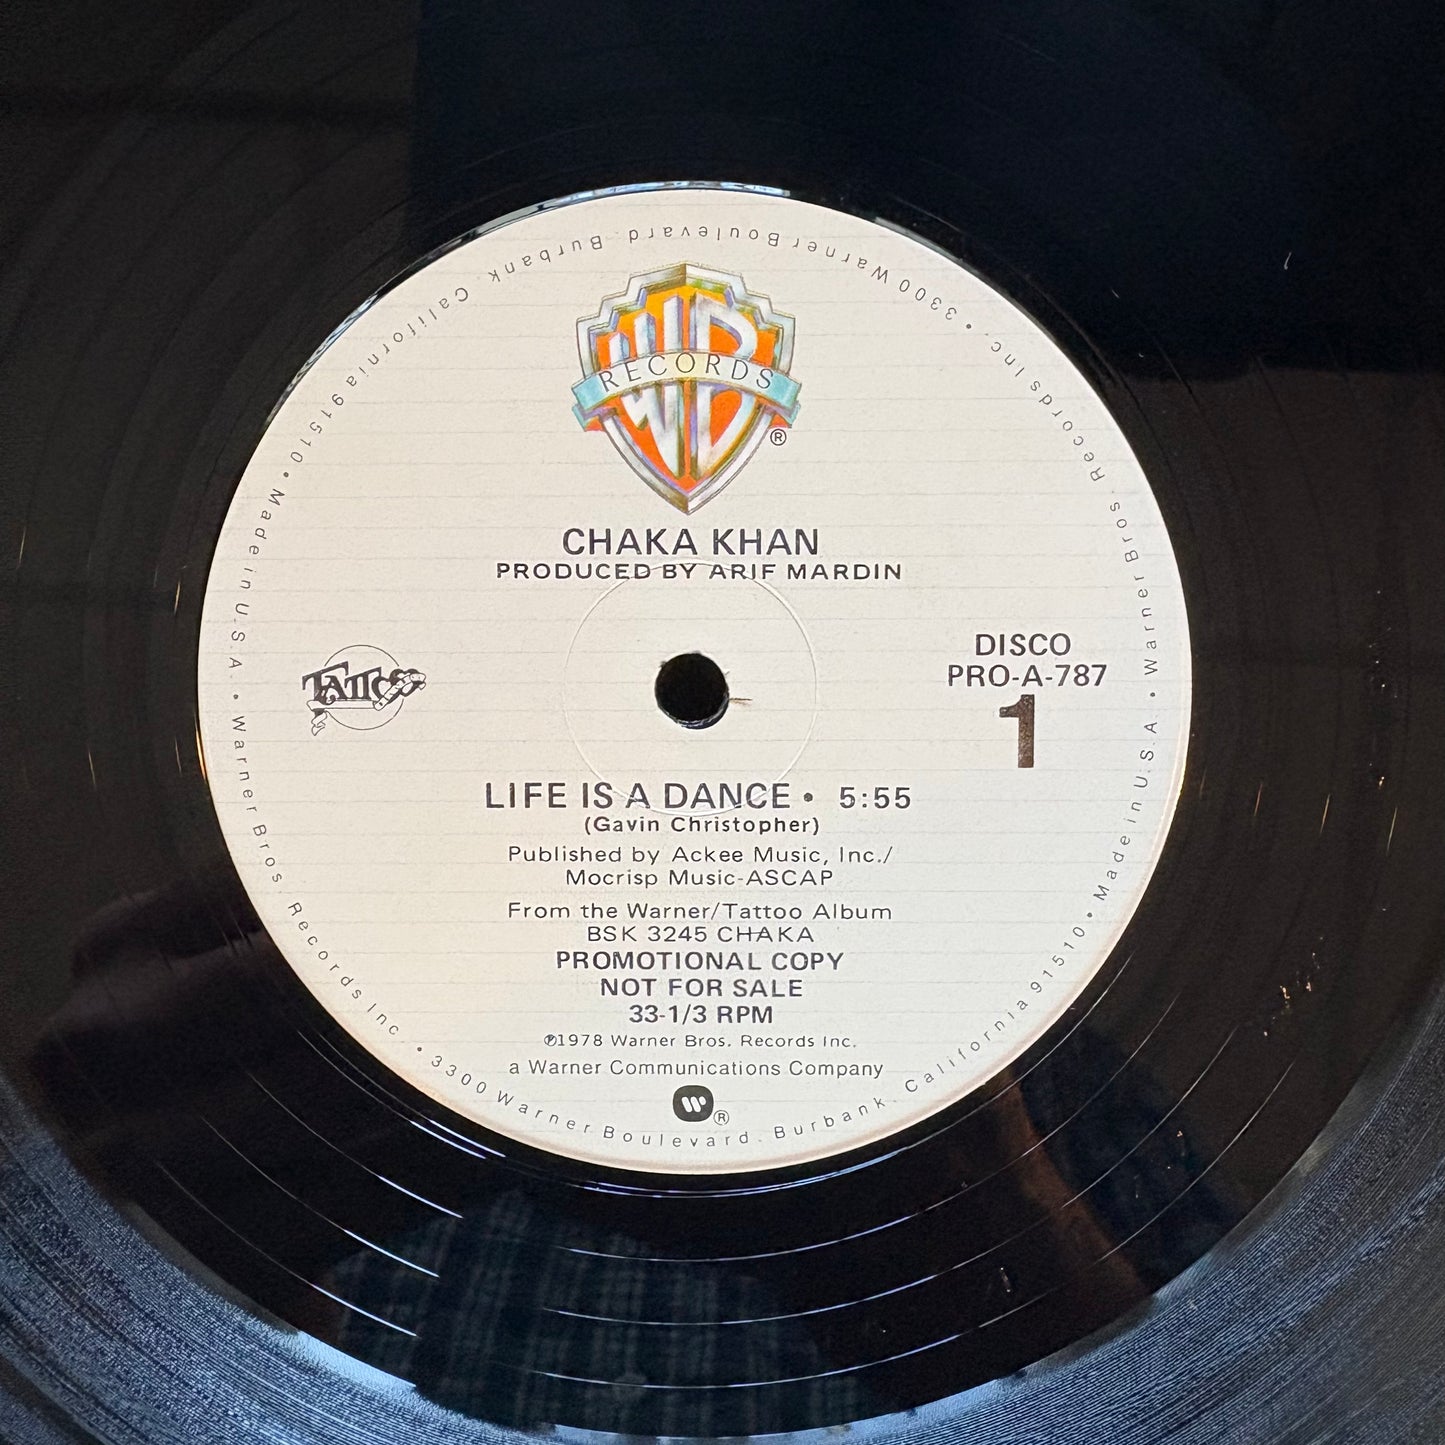 WB
RECORDS
®
CHAKA KHAN
PRODUCED BY ARIF MARDIN
TATTOO
DISCO
PRO-A-787
1
LIFE IS A DANCE • 5:55
(Gavin Christopher)
Published by Ackee Music, Inc./
Mocrisp Music-ASCAP
From the Warner/Tattoo Album
BSK 3245 CHAKA
PROMOTIONAL COPY
NOT FOR SALE
33-1/3 RPM
℗1978 Warner Bros. Records Inc.
a Warner Communications Company
W ®
Warner Bros. Records Inc. • 3300 Warner Boulevard. Burbank. California 91510 • Made in U.S.A. •
Warner Bros. Records Inc. • 3300 Warner Boulevard. Burbank. California 91510 • Made in U.S.A. •